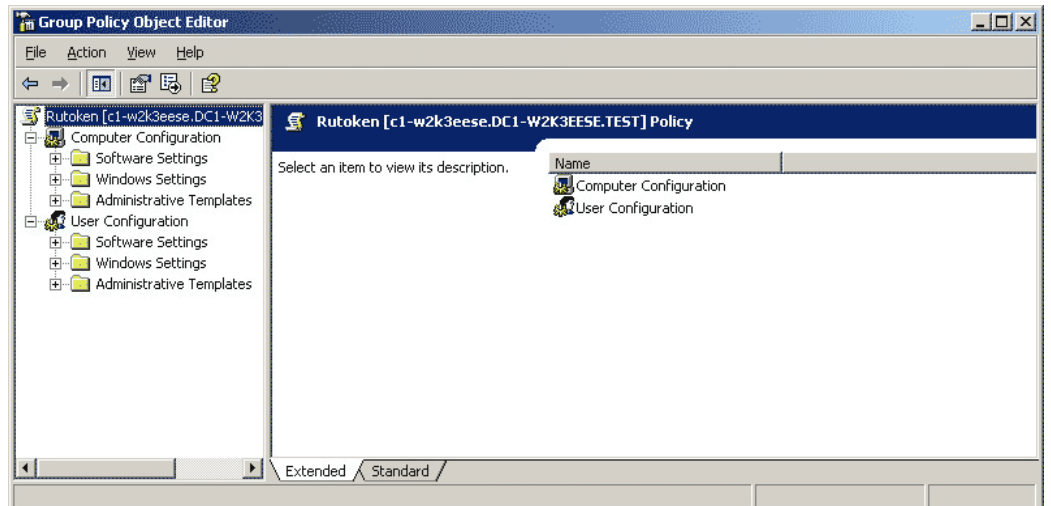 Group Policy Object Editor
File Action View Help
Rutoken [c1-w2k3eese.DC1-W2K3
Computer Configuration
Software Settings
Windows Settings
Administrative Templates
User Configuration
Software Settings
Windows Settings
Administrative Templates
Rutoken [c1-w2k3eese.DC1-W2K3EESE.TEST] Policy
Select an item to view its description.
Name
Computer Configuration
User Configuration
Extended Standard